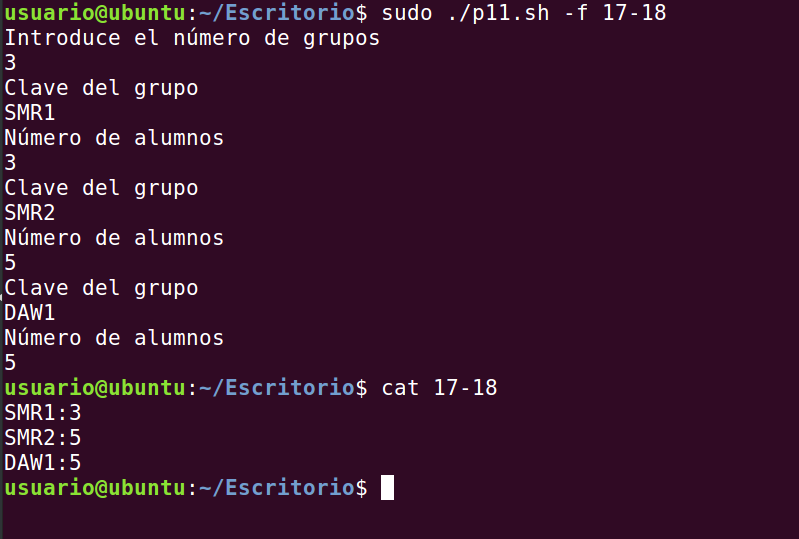 usuario@ubuntu:~/Escritorio$ sudo ./p11.sh -f 17-18
Introduce el número de grupos
3
Clave del grupo
SMR1
Número de alumnos
3
Clave del grupo
SMR2
Número de alumnos
5
Clave del grupo
DAW1
Número de alumnos
5
usuario@ubuntu:~/Escritorio$ cat 17-18
SMR1:3
SMR2:5
DAW1:5
usuario@ubuntu:~/Escritorio$